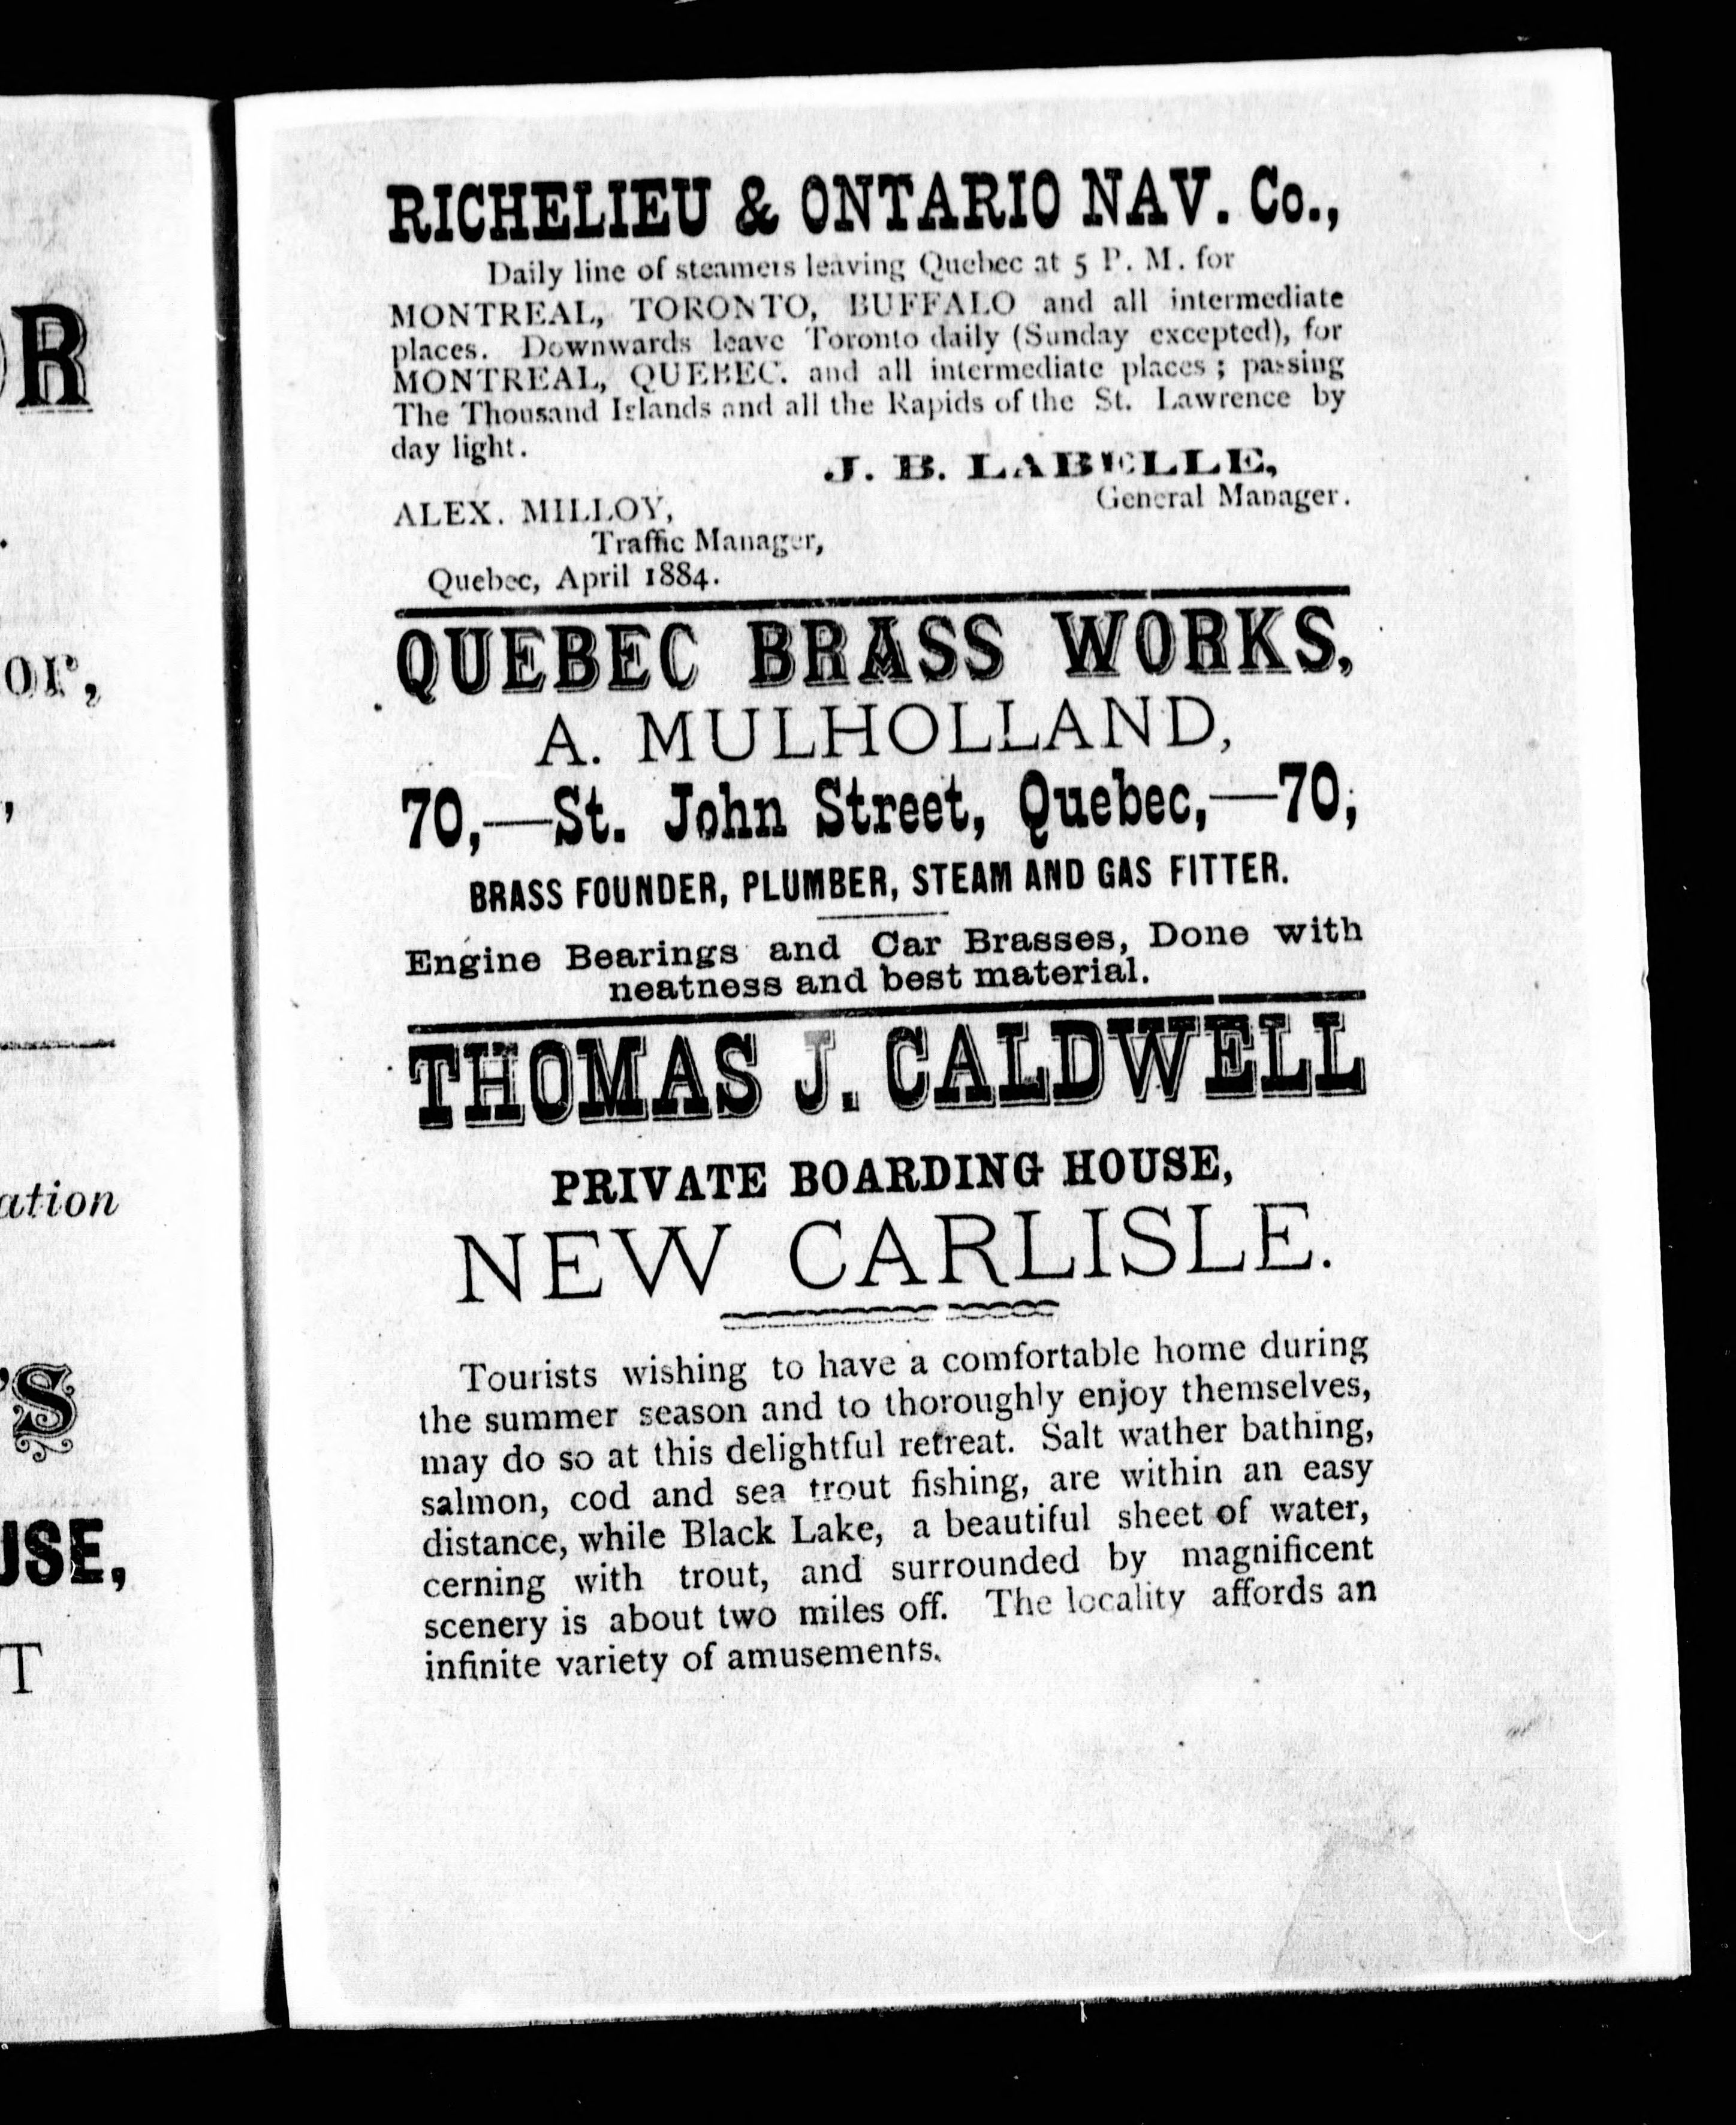 OR
.
or,
,
ation
'S
USE,
T
RICHELIEU & ONTARIO NAV. Co.,
Daily line of steamers leaving Quebec at 5 P. M. for
MONTREAL, TORONTO, BUFFALO and all intermediate
places. Downwards leave Toronto daily (Sunday excepted), for
MONTREAL, QUEBEC. and all intermediate places ; passing
The Thousand Islands and all the Rapids of the St. Lawrence by
day light.
J. B. LABELLE,
General Manager.
ALEX. MILLOY,
Traffic Manager,
Quebec, April 1884.
QUEBEC BRASS WORKS,
A. MULHOLLAND,
70,—St. John Street, Quebec,—70,
BRASS FOUNDER, PLUMBER, STEAM AND GAS FITTER.
Engine Bearings and Car Brasses, Done with
neatness and best material.
THOMAS J. CALDWELL
PRIVATE BOARDING HOUSE,
NEW CARLISLE.
Tourists wishing to have a comfortable home during
the summer season and to thoroughly enjoy themselves,
may do so at this delightful retreat. Salt wather bathing,
salmon, cod and sea trout fishing, are within an easy
distance, while Black Lake, a beautiful sheet of water,
cerning with trout, and surrounded by magnificent
scenery is about two miles off. The locality affords an
infinite variety of amusements.